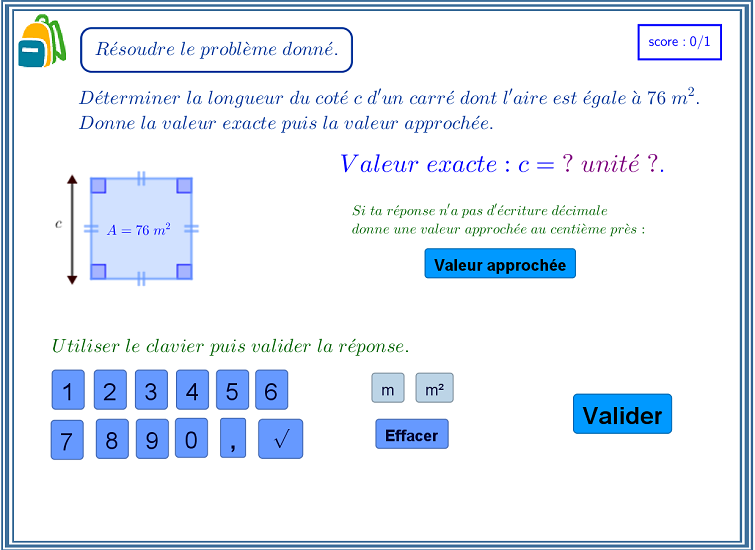 Résoudre le problème donné.
score : 0/1
Déterminer la longueur du coté c d'un carré dont l'aire est égale à 76 m².
Donne la valeur exacte puis la valeur approchée.
Valeur exacte : c = ? unité ?.
c
A = 76 m²
Si ta réponse n'a pas d'écriture décimale
donne une valeur approchée au centième près :
Valeur approchée
Utiliser le clavier puis valider la réponse.
1 2 3 4 5 6
m m²
Valider
7 8 9 0 , √
Effacer